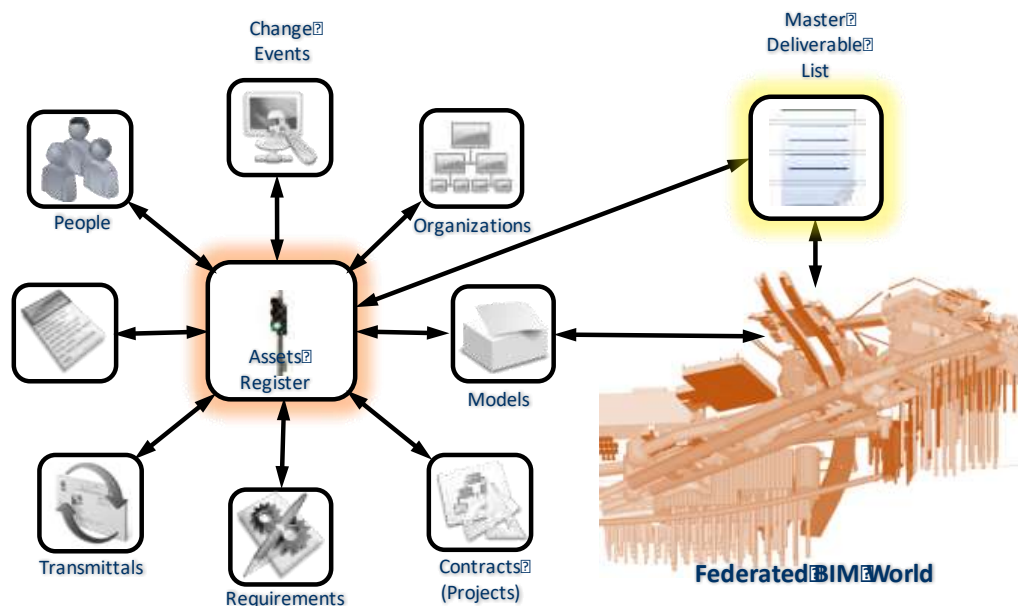 Change
Events
Master
Deliverable
List
People
Organizations
Assets
Register
Models
Transmittals
Requirements
Contracts
(Projects)
Federated BIM World